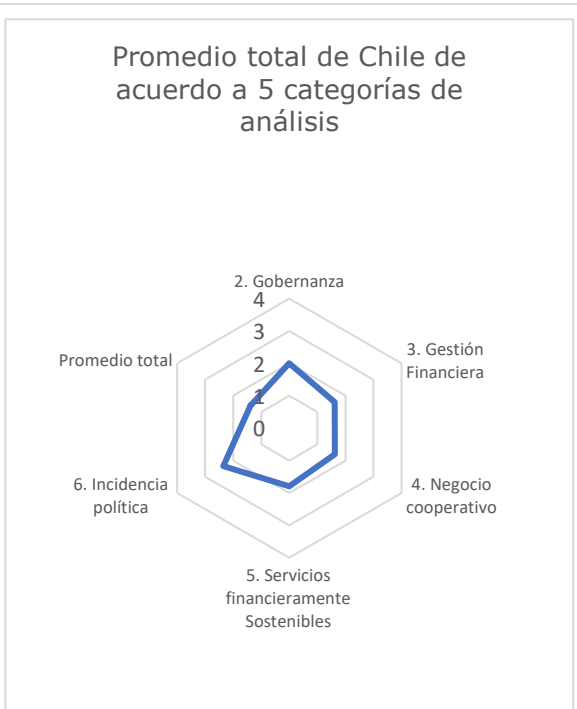 Promedio total de Chile de
acuerdo a 5 categorías de
análisis
2. Gobernanza
4
3
2
1
0
3. Gestión
Financiera
4. Negocio
cooperativo
5. Servicios
financieramente
Sostenibles
6. Incidencia
política
Promedio total